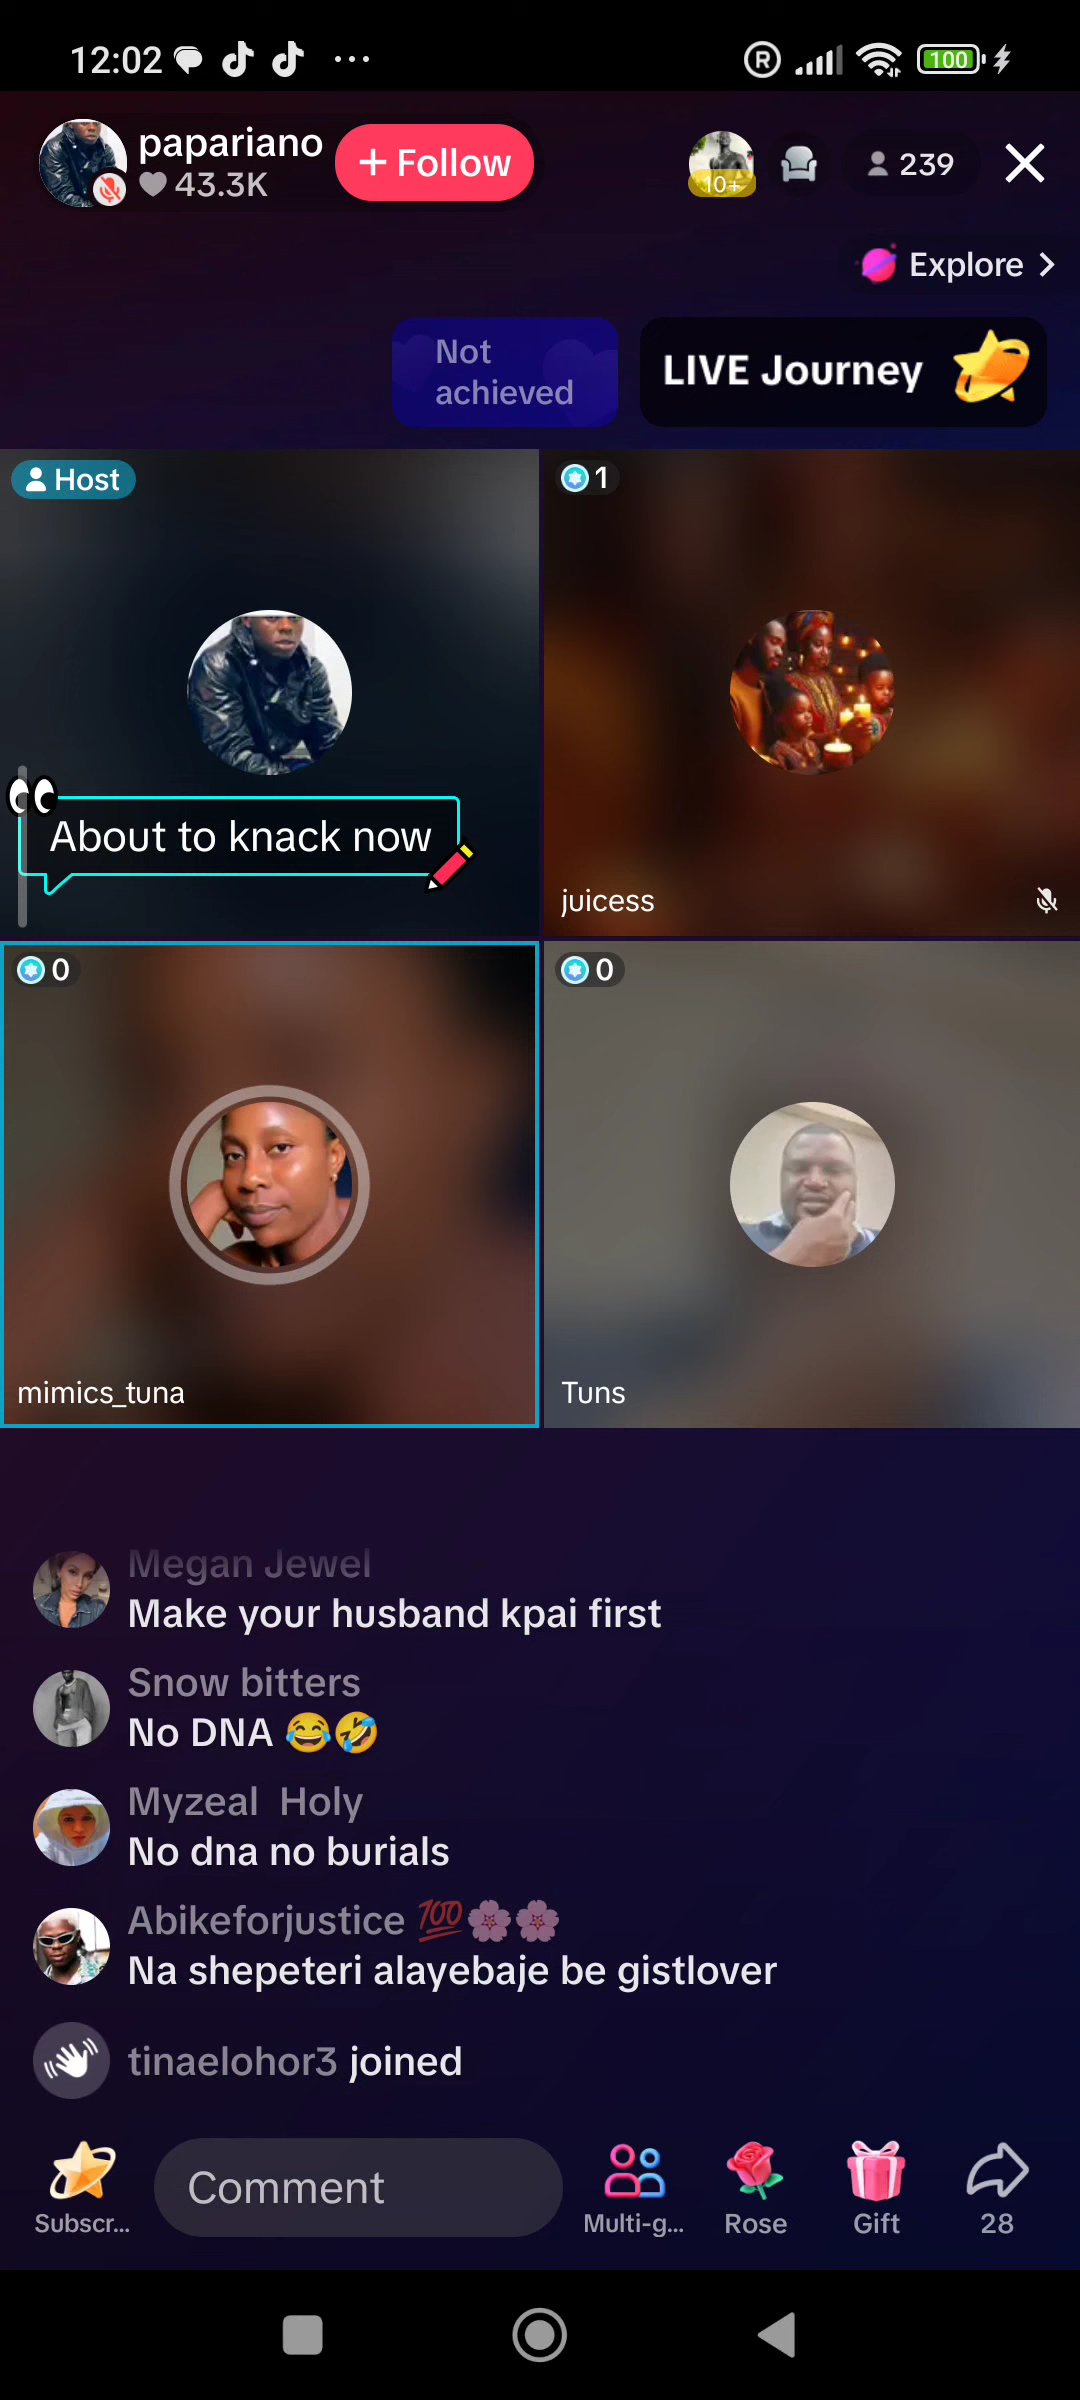 12:02
R
100
papariano
43.3K
+ Follow
10+
239
Explore
Not
achieved
LIVE Journey
Host
About to knack now
1
juicess
0
mimics_tuna
0
Tuns
Megan Jewel
Make your husband kpai first
Snow bitters
No DNA 😂🤣
Myzeal Holy
No dna no burials
Abikeforjustice 💯🌸🌸
Na shepeteri alayebaje be gistlover
tinaelohor3 joined
Subscr...
Comment
Multi-g...
Rose
Gift
28